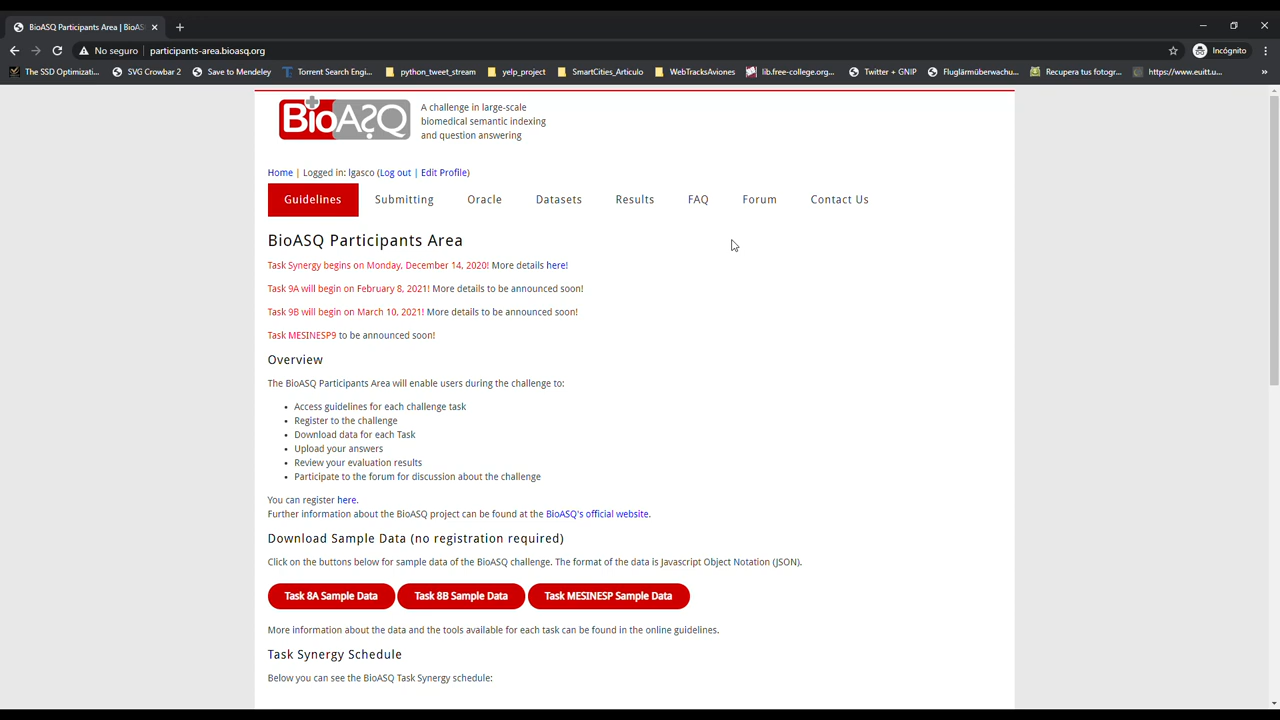 BioASQ Participants Area | BioAS
No seguro | participants-area.bioasq.org
Incógnito
The SSD Optimizati...
SVG Crowbar 2
Save to Mendeley
Torrent Search Engi...
python_tweet_stream
yelp_project
SmartCities_Articulo
WebTracksAviones
lib.free-college.org...
Twitter + GNIP
Fluglärmüberwachu...
Recupera tus fotogr...
https://www.euitt.u...
»
BioASQ
A challenge in large-scale
biomedical semantic indexing
and question answering
Home | Logged in: lgasco (Log out | Edit Profile)
Guidelines Submitting Oracle Datasets Results FAQ Forum Contact Us
BioASQ Participants Area
Task Synergy begins on Monday, December 14, 2020! More details here!
Task 9A will begin on February 8, 2021! More details to be announced soon!
Task 9B will begin on March 10, 2021! More details to be announced soon!
Task MESINESP9 to be announced soon!
Overview
The BioASQ Participants Area will enable users during the challenge to:
• Access guidelines for each challenge task
• Register to the challenge
• Download data for each Task
• Upload your answers
• Review your evaluation results
• Participate to the forum for discussion about the challenge
You can register here.
Further information about the BioASQ project can be found at the BioASQ's official website.
Download Sample Data (no registration required)
Click on the buttons below for sample data of the BioASQ challenge. The format of the data is Javascript Object Notation (JSON).
Task 8A Sample Data Task 8B Sample Data Task MESINESP Sample Data
More information about the data and the tools available for each task can be found in the online guidelines.
Task Synergy Schedule
Below you can see the BioASQ Task Synergy schedule: